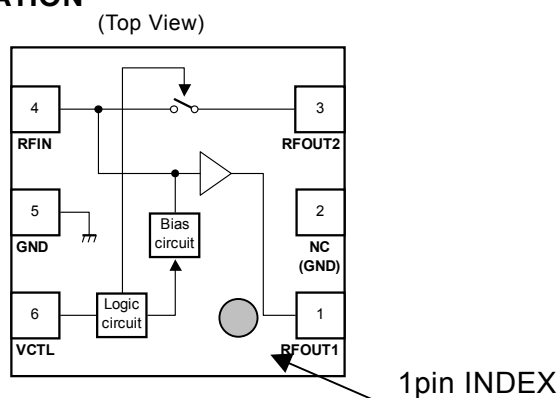 (Top View)
4
RFIN
3
RFOUT2
5
GND
Bias
circuit
2
NC
(GND)
6
VCTL
Logic
circuit
1
RFOUT1
1pin INDEX